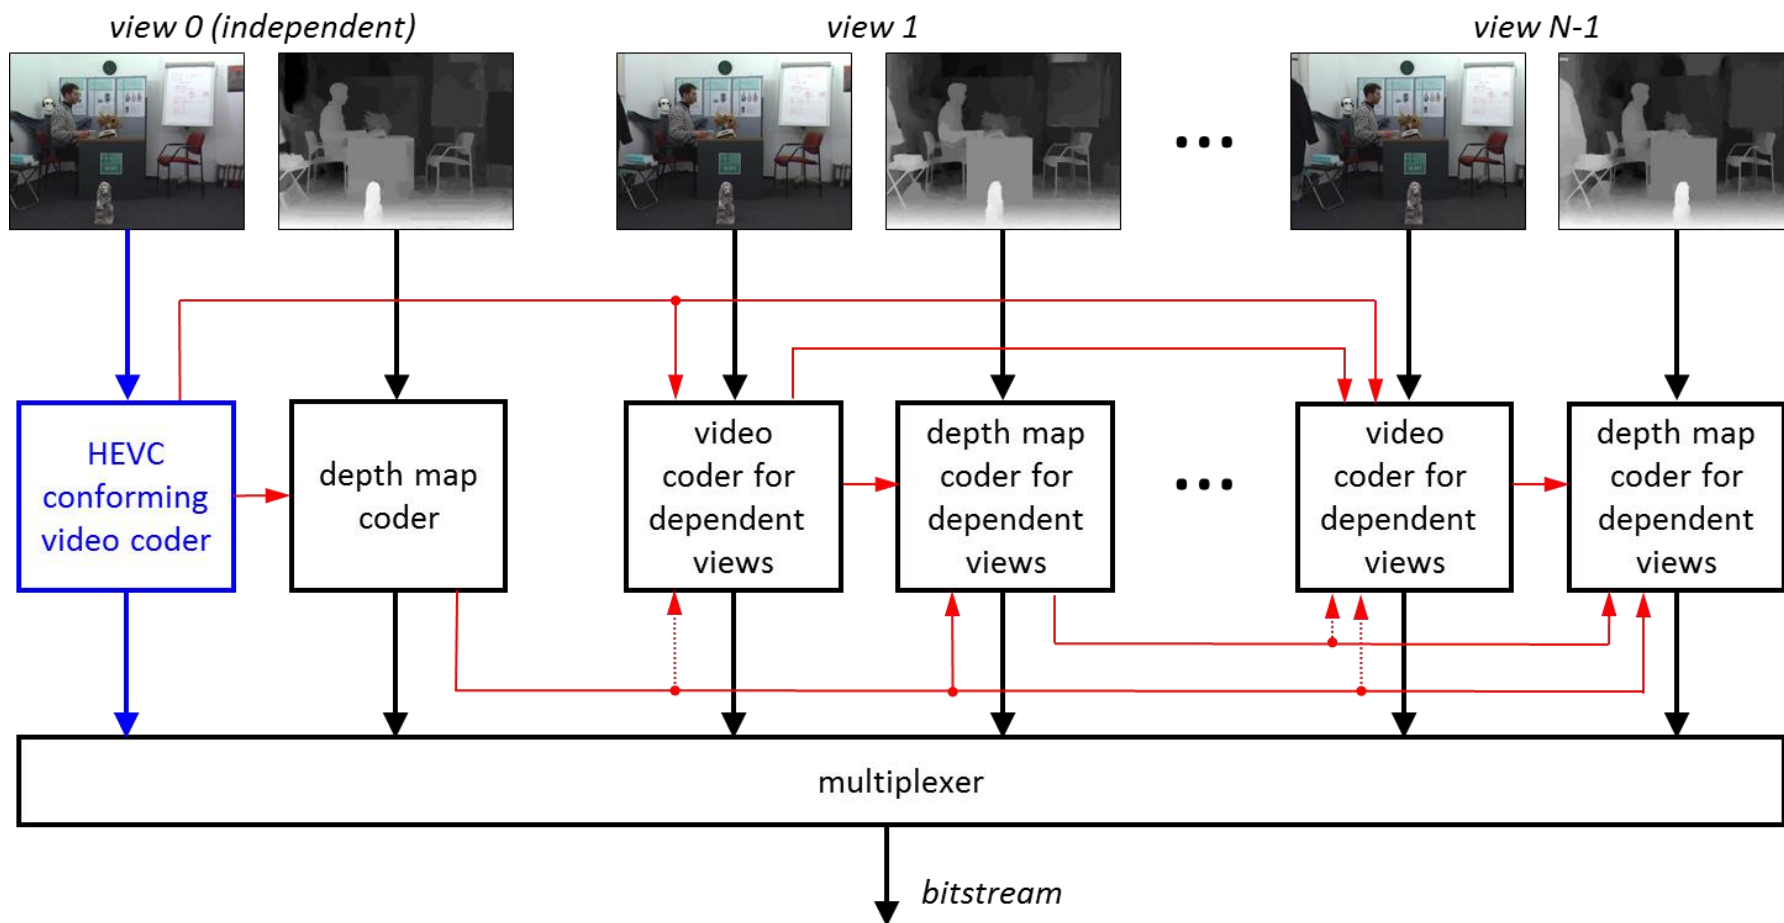 view 0 (independent)
view 1
view N-1
HEVC
conforming
video coder
depth map
coder
video
coder for
dependent
views
depth map
coder for
dependent
views
video
coder for
dependent
views
depth map
coder for
dependent
views
multiplexer
bitstream